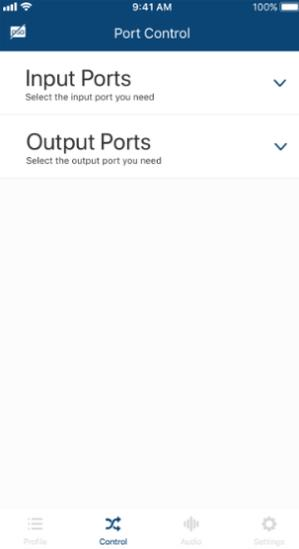 9:41 AM
100%
Port Control
Input Ports
Select the input port you need
Output Ports
Select the output port you need
Profile
Control
Audio
Settings